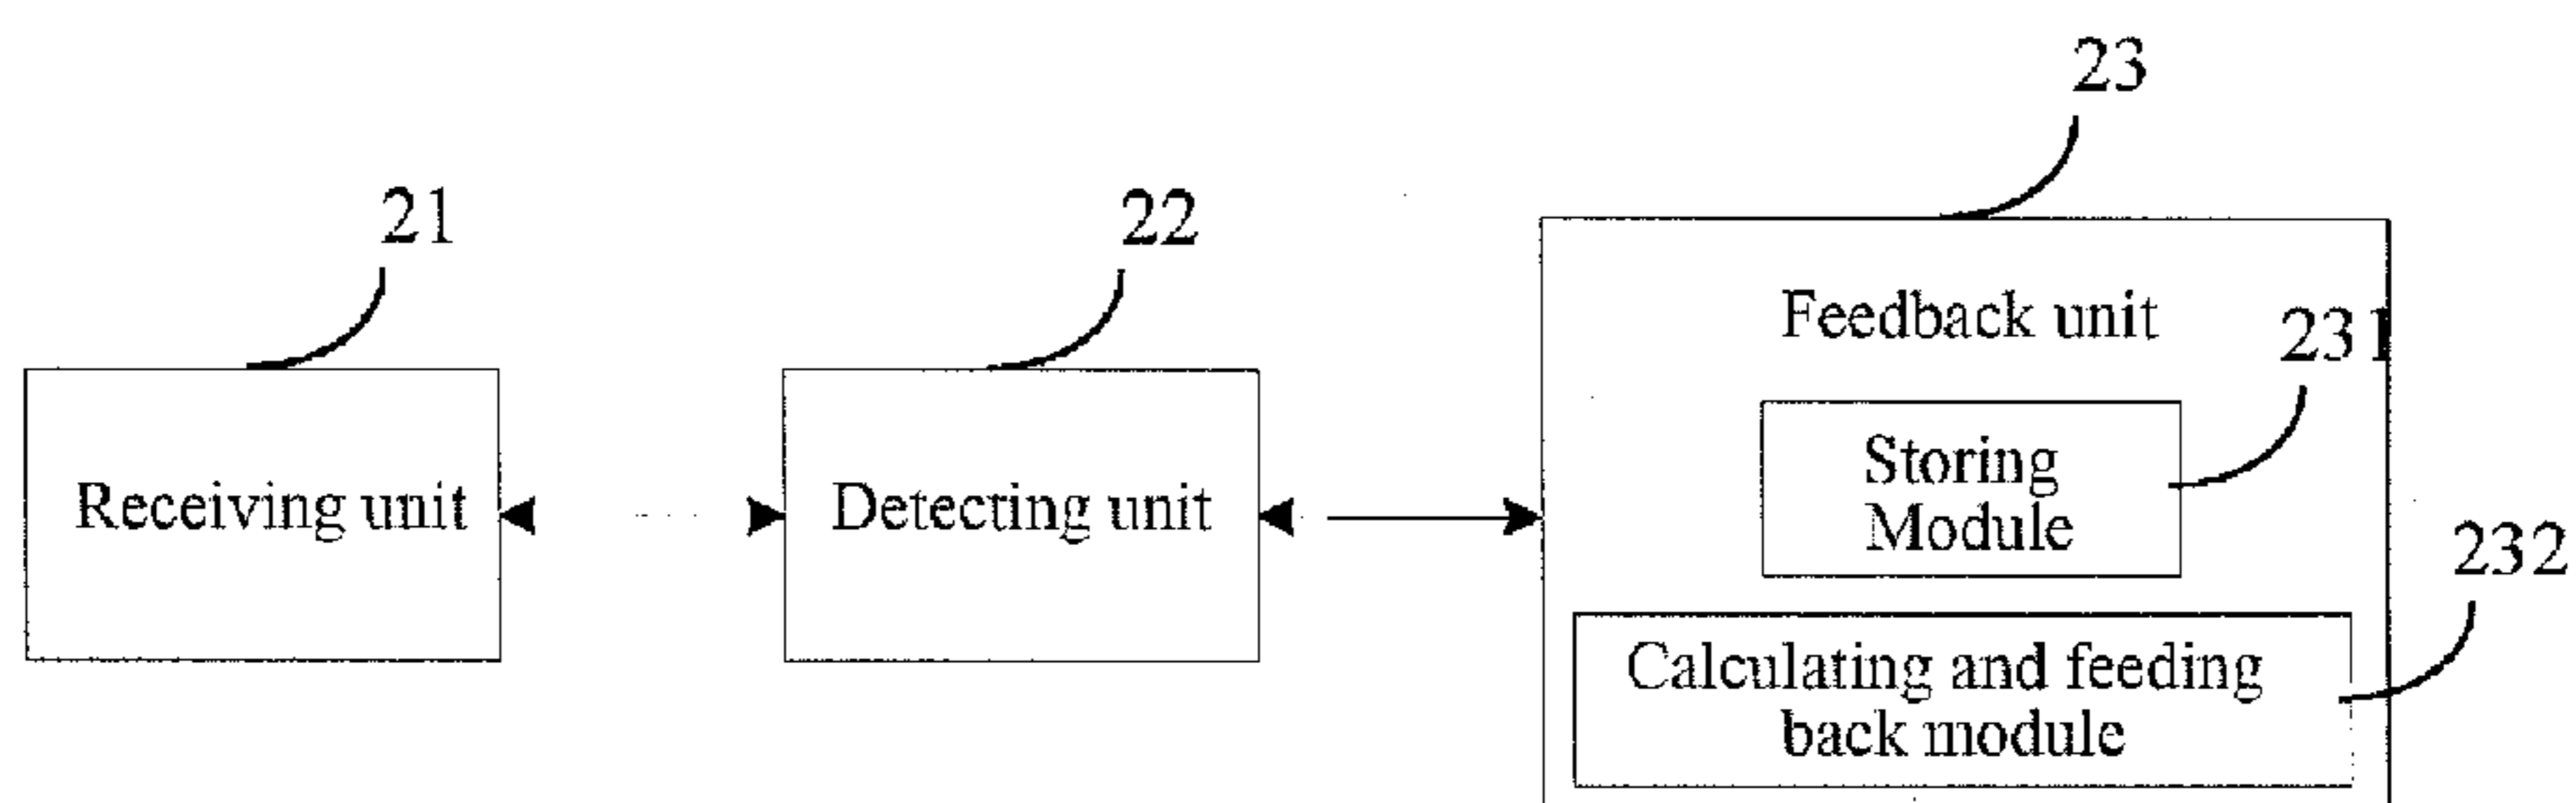 23
21
22
Feedback unit
231
Receiving unit
Detecting unit
Storing
Module
232
Calculating and feeding
back module